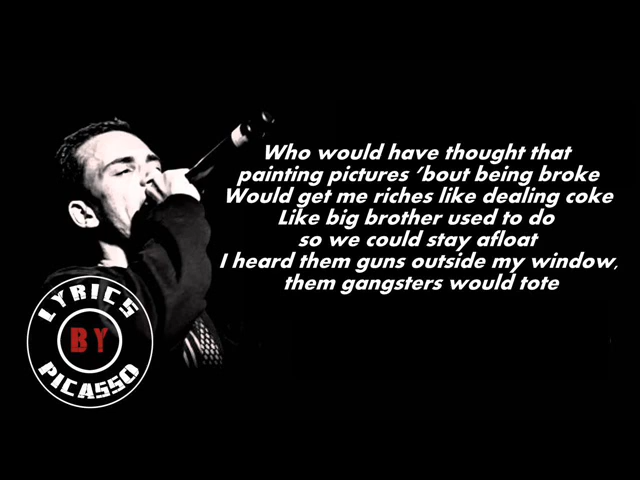 Who would have thought that
painting pictures 'bout being broke
Would get me riches like dealing coke
Like big brother used to do
so we could stay afloat
I heard them guns outside my window,
them gangsters would tote
LYRICS
BY
PICASSO